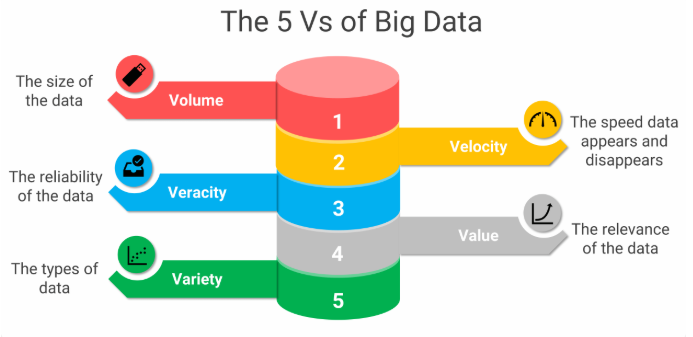 The 5 Vs of Big Data
The size of
the data
Volume
1
The speed data
appears and
disappears
Velocity
2
The reliability
of the data
Veracity
3
The relevance
of the data
Value
4
The types of
data
Variety
5